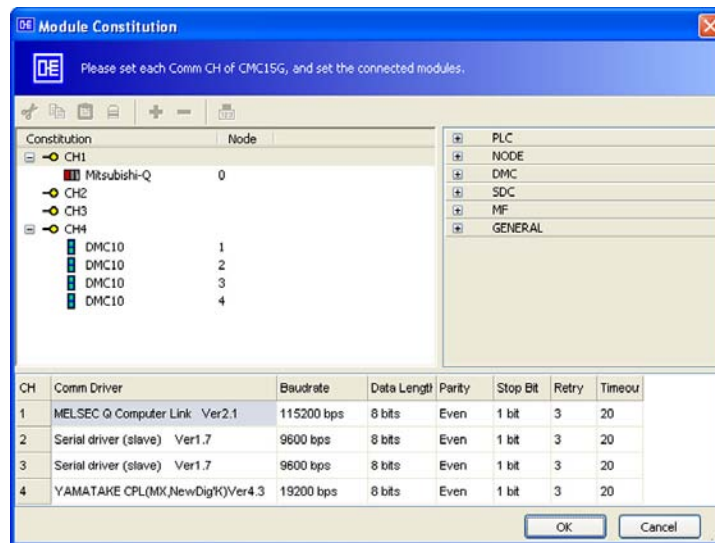 Module Constitution
Please set each Comm CH of CMC15G, and set the connected modules.
Constitution Node
CH1
Mitsubishi-Q 0
CH2
CH3
CH4
DMC10 1
DMC10 2
DMC10 3
DMC10 4
PLC
NODE
DMC
SDC
MF
GENERAL
CH Comm Driver Baudrate Data Length Parity Stop Bit Retry Timeour
1 MELSEC Q Computer Link Ver2.1 115200 bps 8 bits Even 1 bit 3 20
2 Serial driver (slave) Ver1.7 9600 bps 8 bits Even 1 bit 3 20
3 Serial driver (slave) Ver1.7 9600 bps 8 bits Even 1 bit 3 20
4 YAMATAKE CPL(MX,NewDig'K)Ver4.3 19200 bps 8 bits Even 1 bit 3 20
OK Cancel